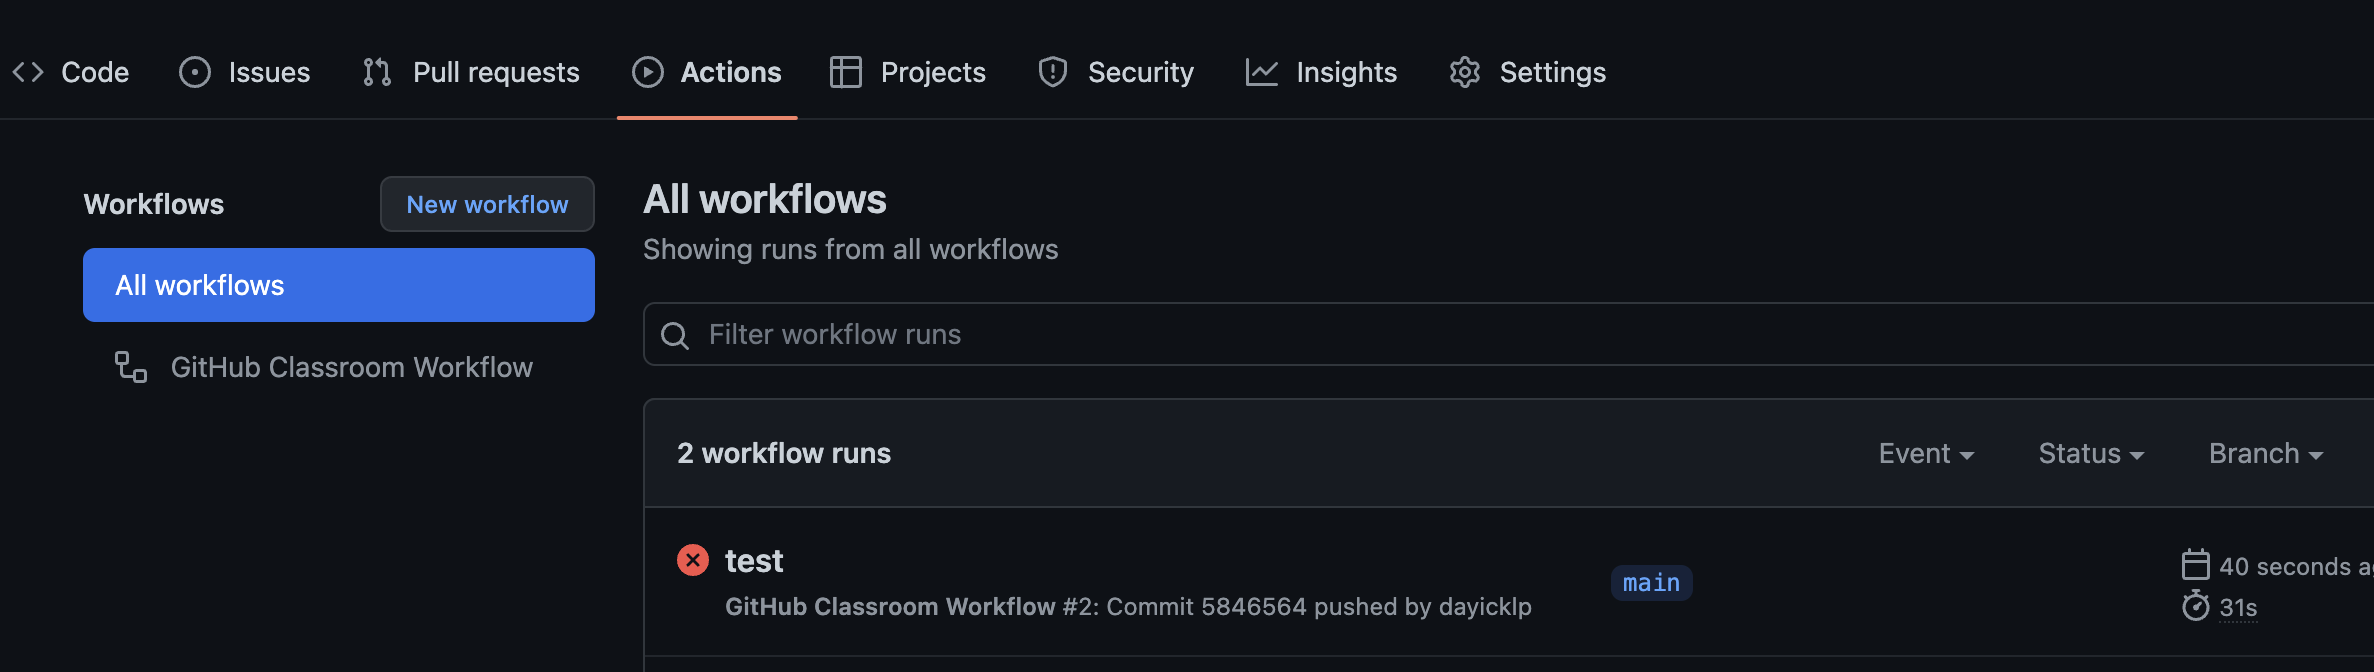 Code Issues Pull requests Actions Projects Security Insights Settings
Workflows
New workflow
All workflows
GitHub Classroom Workflow
All workflows
Showing runs from all workflows
Filter workflow runs
2 workflow runs
Event Status Branch
test
GitHub Classroom Workflow #2: Commit 5846564 pushed by dayicklp
main
40 seconds
31s